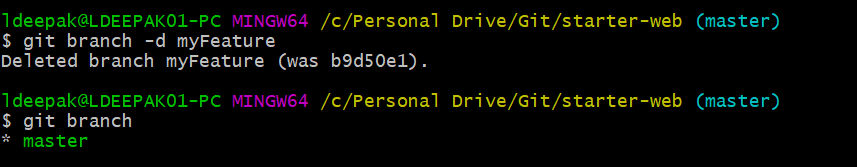 ldeepak@LDEEPAK01-PC MINGW64 /c/Personal Drive/Git/starter-web (master)
$ git branch -d myFeature
Deleted branch myFeature (was b9d50e1).
ldeepak@LDEEPAK01-PC MINGW64 /c/Personal Drive/Git/starter-web (master)
$ git branch
* master